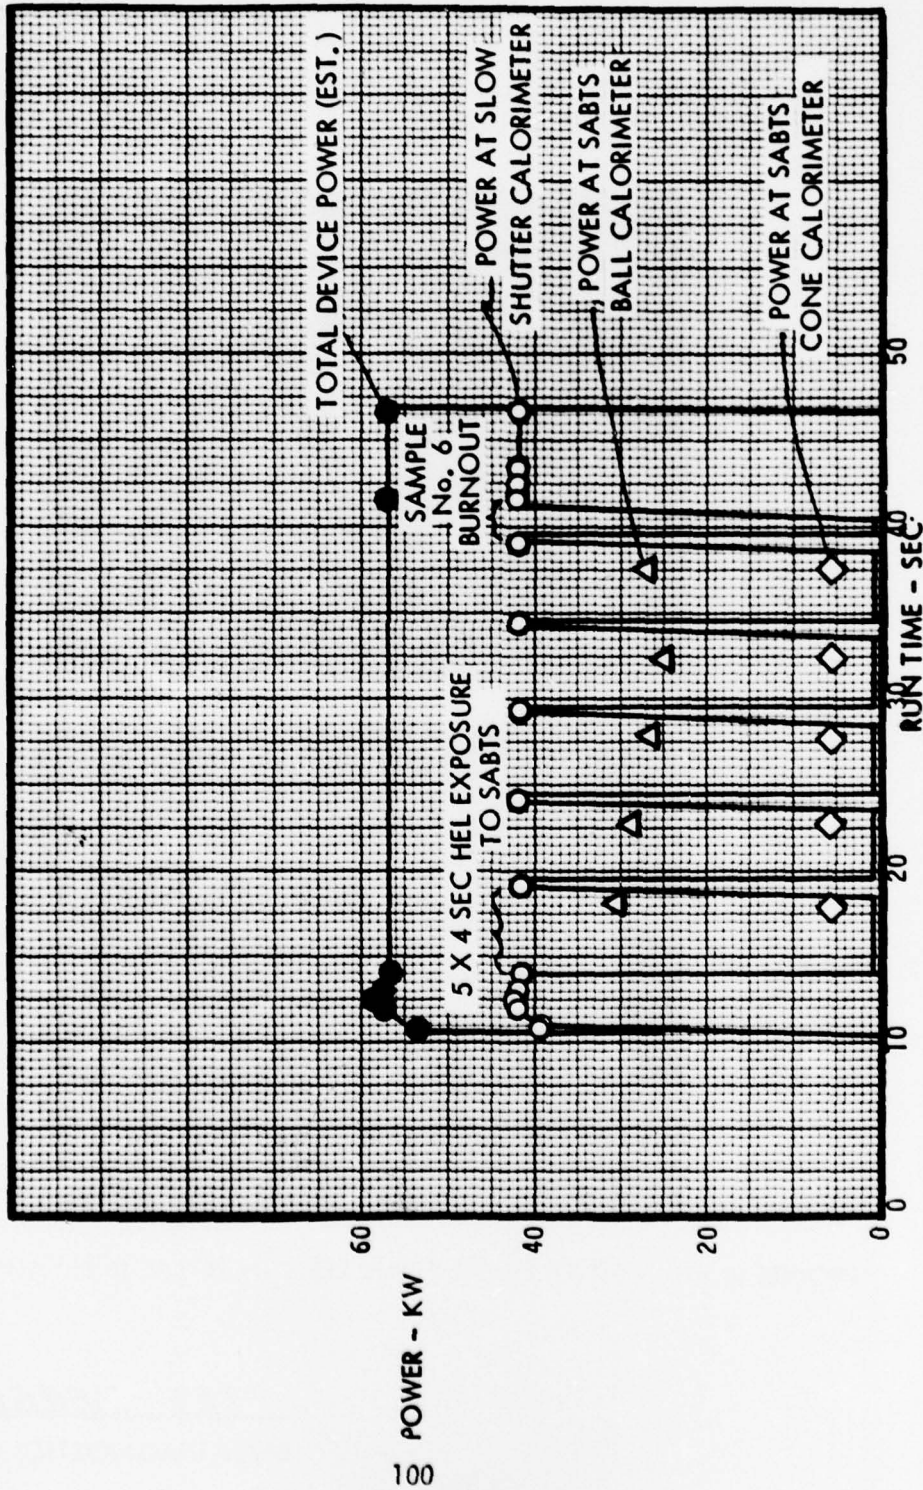 TOTAL DEVICE POWER (EST.)
SAMPLE
No. 6
BURNOUT
POWER AT SLOW
SHUTTER CALORIMETER
5 X 4 SEC HEL EXPOSURE
TO SABTS
POWER AT SABTS
BALL CALORIMETER
POWER AT SABTS
CONE CALORIMETER
POWER - KW
60
40
20
0
0
10
20
30
40
50
RUN TIME - SEC.
100